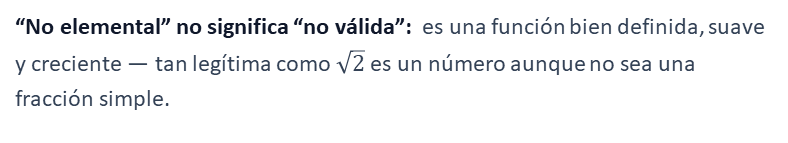 “No elemental” no significa “no válida”: es una función bien definida, suave
y creciente — tan legítima como √2 es un número aunque no sea una
fracción simple.